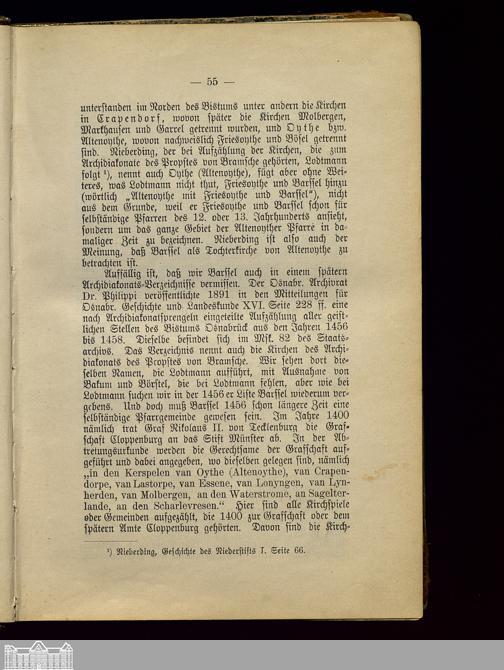 — 55 —
unterstanden im Norden des Bistums unter andern die Kirchen
in Crapendorf, wovon später die Kirchen Molbergen,
Markhausen und Garrel getrennt wurden, und Oythe bzw.
Altenoythe, wovon nachweislich Friesoythe und Bösel getrennt
sind. Nieberding, der bei Aufzählung der Kirchen, die zum
Archidiakonate des Propstes von Bramsche gehörten, Lodtmann
folgt ¹), nennt auch Oythe (Altenoythe), fügt aber ohne Wei-
teres, was Lodtmann nicht thut, Friesoythe und Barssel hinzu
(wörtlich „Altenoythe mit Friesoythe und Barssel“), nicht
aus dem Grunde, weil er Friesoythe und Barssel schon für
selbständige Pfarren des 12. oder 13. Jahrhunderts ansieht,
sondern um das ganze Gebiet der Altenoyther Pfarre in da-
maliger Zeit zu bezeichnen. Nieberding ist also auch der
Meinung, daß Barssel als Tochterkirche von Altenoythe zu
betrachten ist.
Auffällig ist, daß wir Barssel auch in einem spätern
Archidiakonats-Verzeichnisse vermissen. Der Osnabr. Archivrat
Dr. Philippi veröffentlichte 1891 in den Mitteilungen für
Osnabr. Geschichte und Landeskunde XVI. Seite 228 ff. eine
nach Archidiakonatsprengeln eingeteilte Aufzählung aller geist-
lichen Stellen des Bistums Osnabrück aus den Jahren 1456
bis 1458. Dieselbe befindet sich im Msk. 82 des Staats-
archivs. Das Verzeichnis nennt auch die Kirchen des Archi-
diakonats des Propstes von Bramsche. Wir sehen dort die-
selben Namen, die Lodtmann aufführt, mit Ausnahme von
Bakum und Börstel, die bei Lodtmann fehlen, aber wie bei
Lodtmann suchen wir in der 1456 er Liste Barssel wiederum ver-
gebens. Und doch muß Barssel 1456 schon längere Zeit eine
selbständige Pfarrgemeinde gewesen sein. Im Jahre 1400
nämlich trat Graf Nikolaus II. von Tecklenburg die Graf-
schaft Cloppenburg an das Stift Münster ab. In der Ab-
tretungsurkunde werden die Gerechtsame der Grafschaft auf-
geführt und dabei angegeben, wo dieselben gelegen sind, nämlich
„in den Kerspelen van Oythe (Altenoythe), van Crapen-
dorpe, van Lastorpe, van Essene, van Lonyngen, van Lyn-
herden, van Molbergen, an den Waterstrome, an Sagelter-
lande, an den Scharlevresen.“ Hier sind alle Kirchspiele
oder Gemeinden aufgezählt, die 1400 zur Grafschaft oder dem
spätern Amte Cloppenburg gehörten. Davon sind die Kirch-
¹) Nieberding, Geschichte des Niederstifts I. Seite 66.